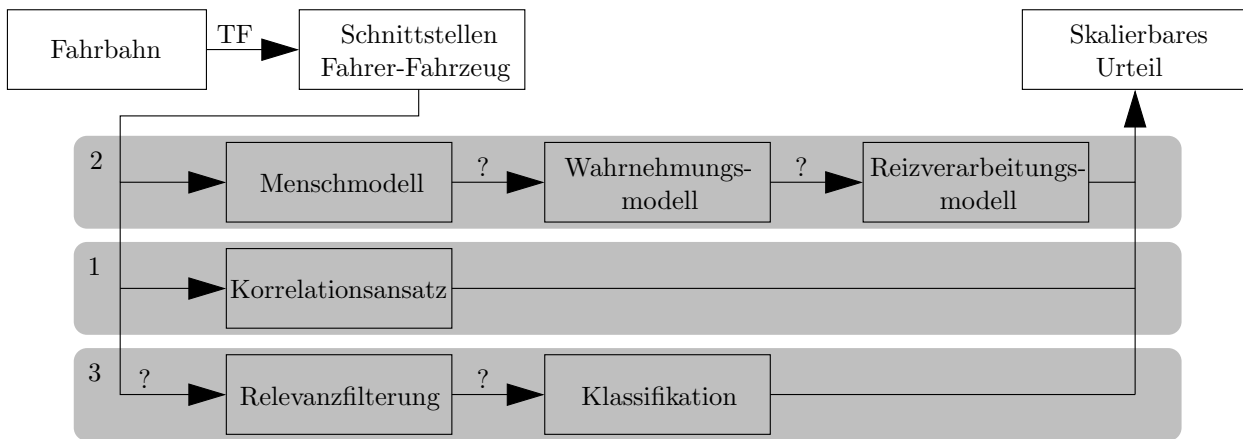 Fahrbahn
TF
Schnittstellen
Fahrer-Fahrzeug
Skalierbares
Urteil
2
Menschmodell
?
Wahrnehmungs-
modell
?
Reizverarbeitungs-
modell
1
Korrelationsansatz
3
?
Relevanzfilterung
?
Klassifikation